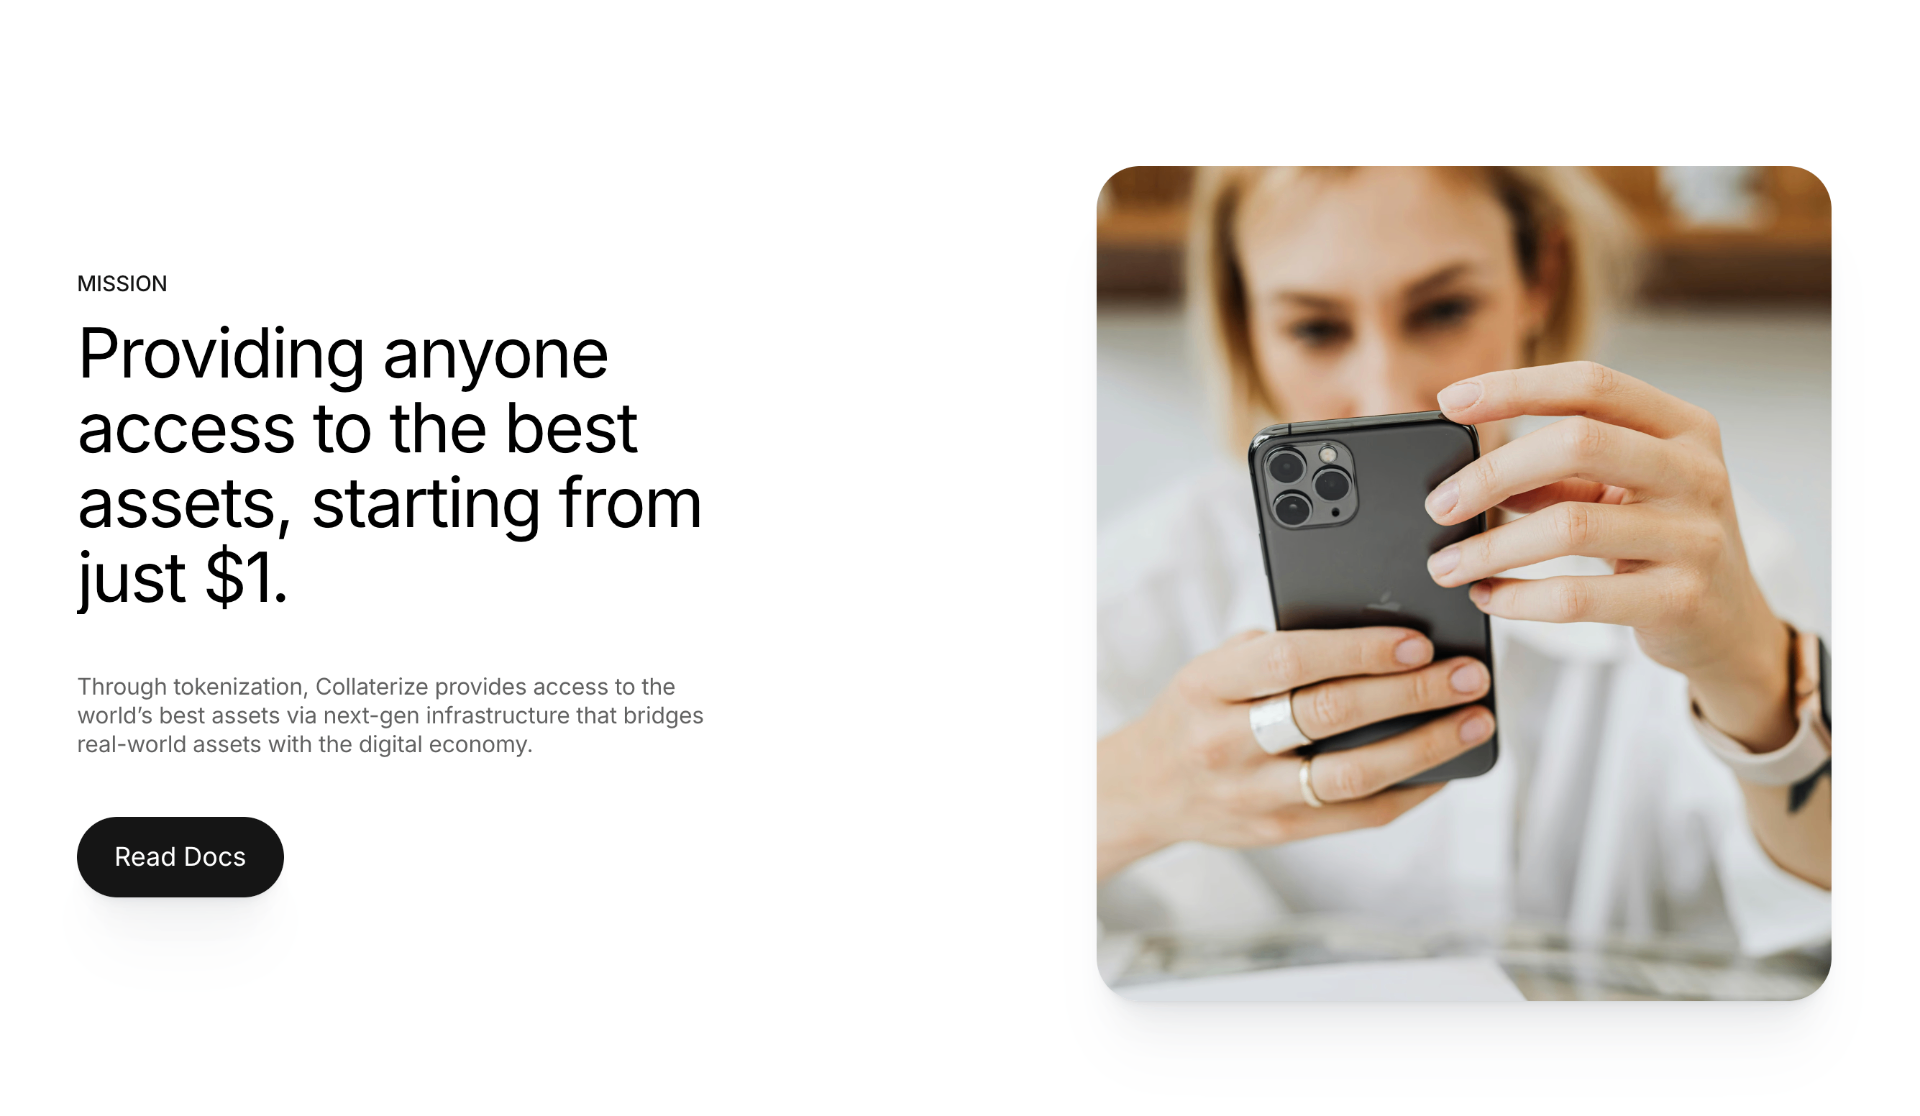 MISSION
Providing anyone
access to the best
assets, starting from
just $1.
Through tokenization, Collaterize provides access to the
world’s best assets via next-gen infrastructure that bridges
real-world assets with the digital economy.
Read Docs